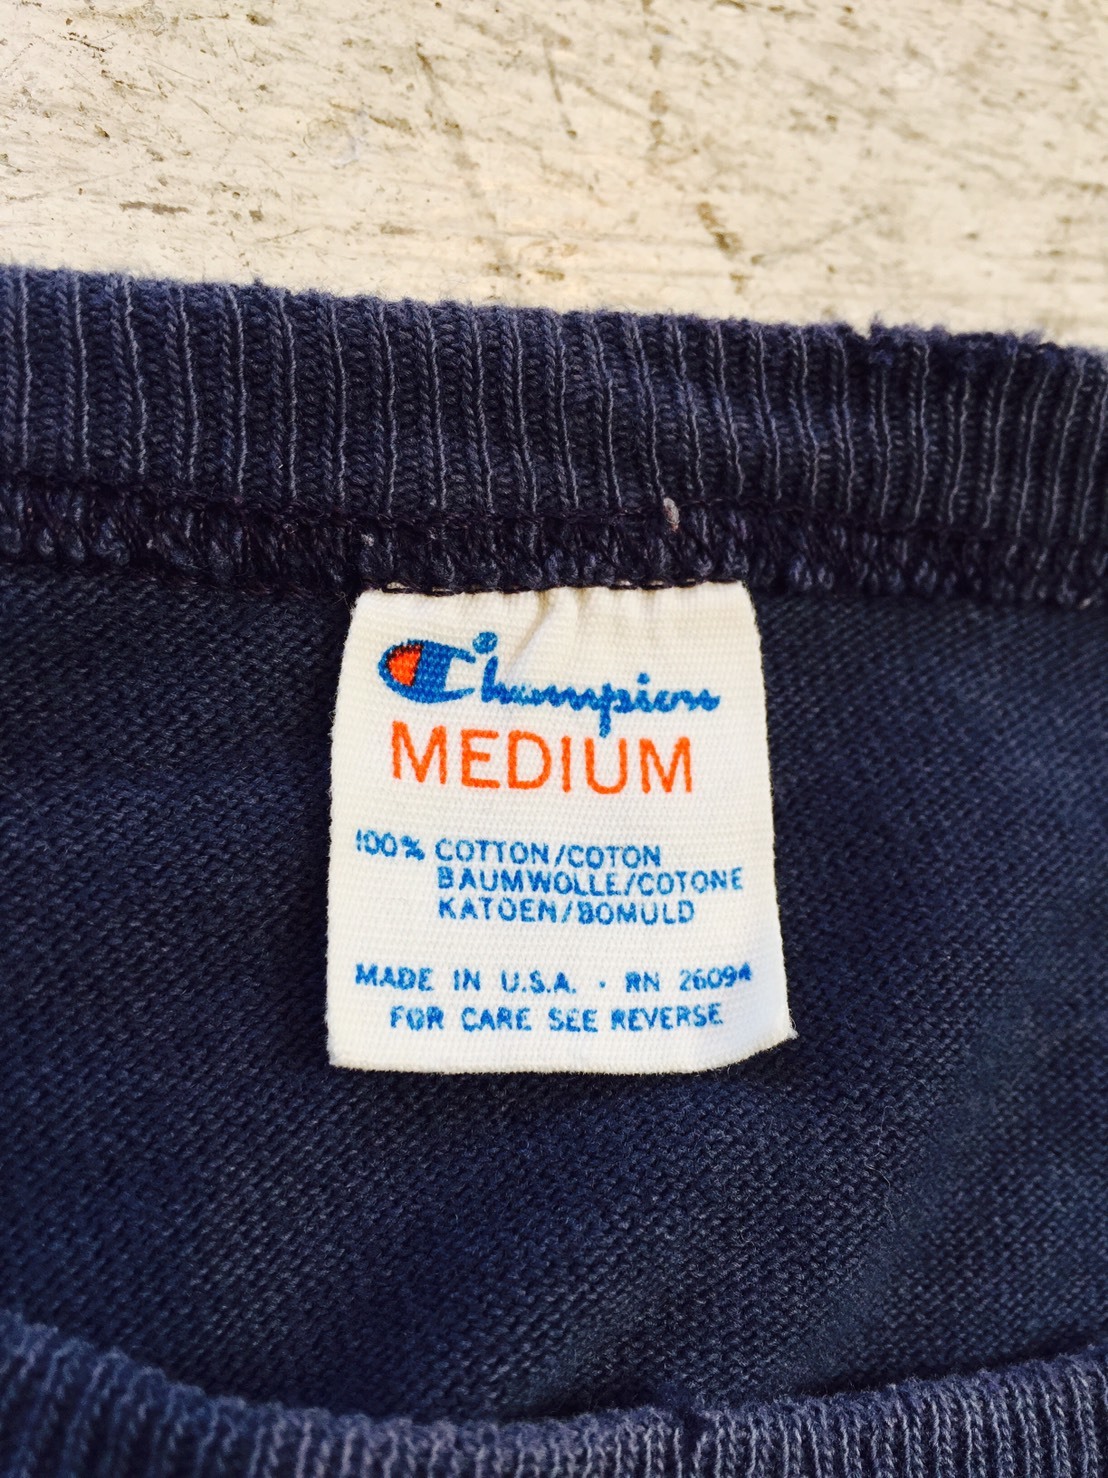 Champion
MEDIUM
100% COTTON/COTON
BAUMWOLLE/COTONE
KATOEN/BOMULD
MADE IN U.S.A. · RN 26094
FOR CARE SEE REVERSE